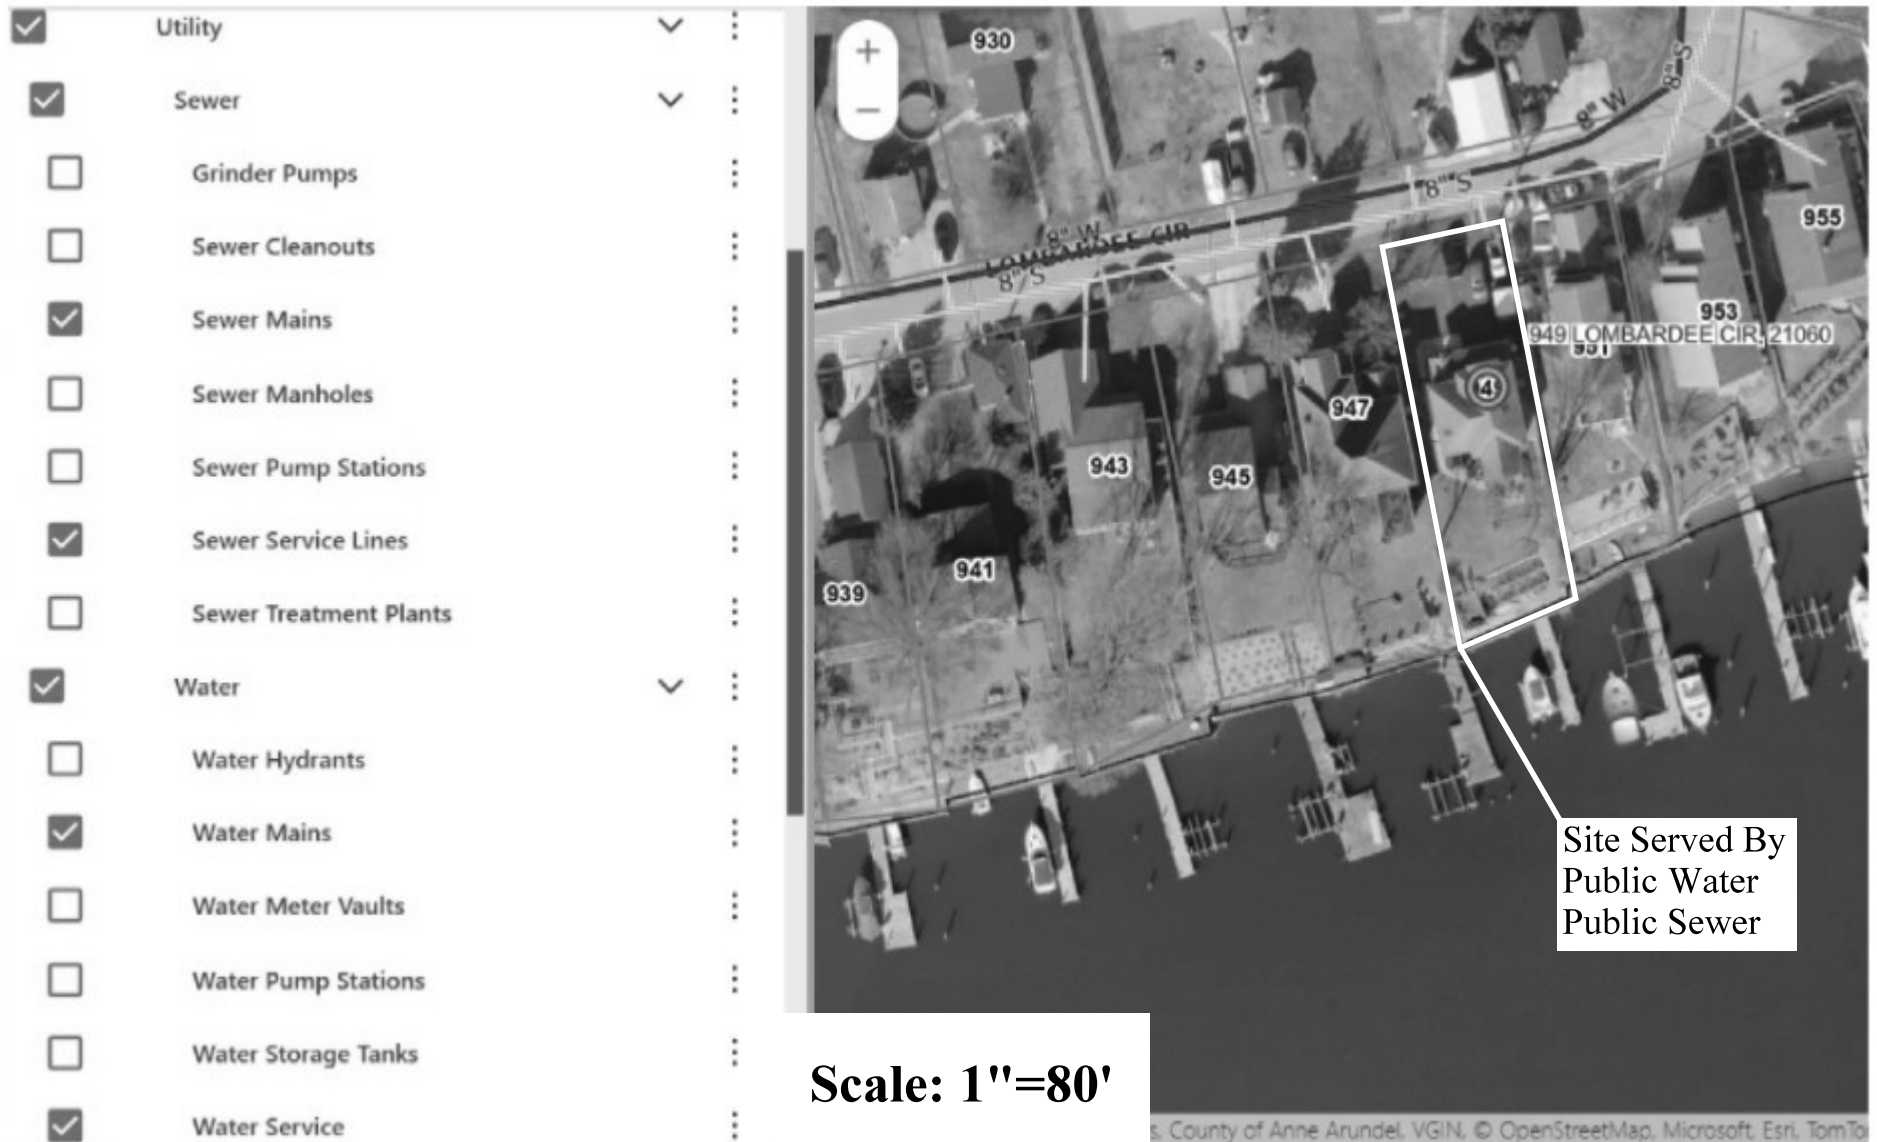 Utility
Sewer
Grinder Pumps
Sewer Cleanouts
Sewer Mains
Sewer Manholes
Sewer Pump Stations
Sewer Service Lines
Sewer Treatment Plants
Water
Water Hydrants
Water Mains
Water Meter Vaults
Water Pump Stations
Water Storage Tanks
Water Service
+
−
930
8" S
8" W
8" S
955
8" W
LOMBARDEE CIR
8" S
953
949 LOMBARDEE CIR, 21060
951
947
943
945
941
939
Site Served By
Public Water
Public Sewer
Scale: 1"=80'
s, County of Anne Arundel, VGIN, © OpenStreetMap, Microsoft, Esri, TomTo